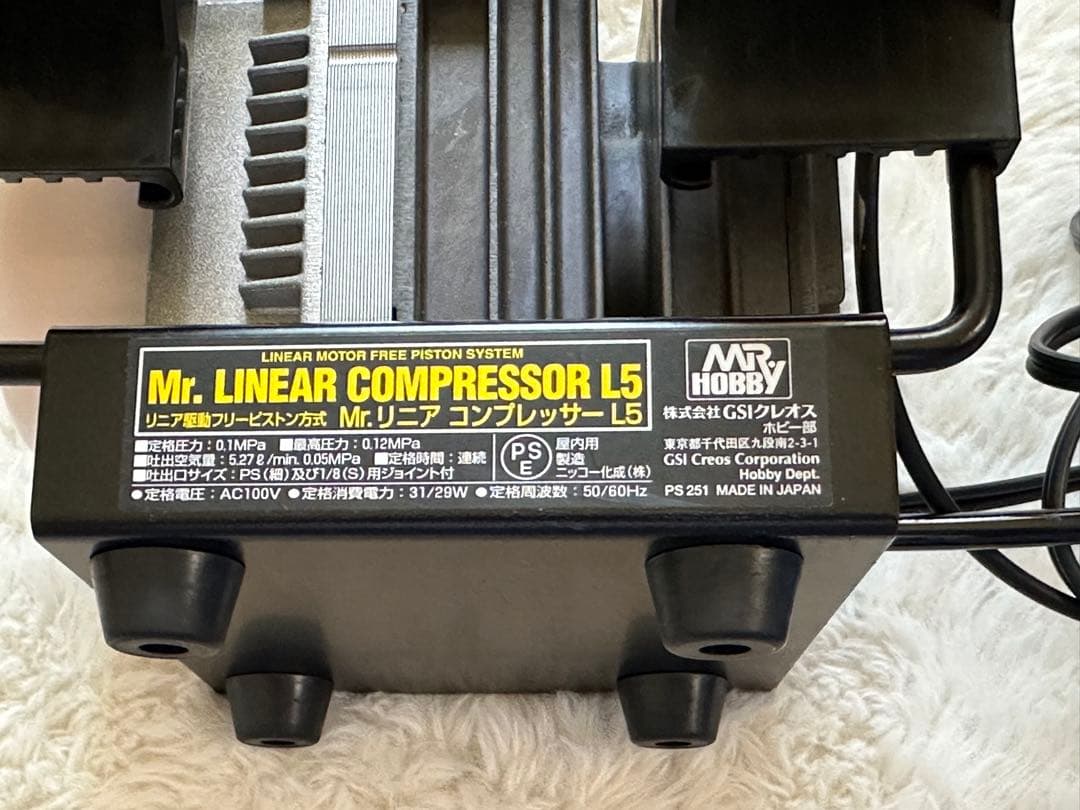 LINEAR MOTOR FREE PISTON SYSTEM
Mr. LINEAR COMPRESSOR L5
リニア駆動フリーピストン方式 Mr.リニア コンプレッサー L5
■定格圧力：0.1MPa ■最高圧力：0.12MPa
■吐出空気量：5.27ℓ/min. 0.05MPa ■定格時間：連続
■吐出口サイズ：PS(細)及び1/8(S)用ジョイント付
PS
E
屋内用
製造
ニッコー化成(株)
●定格電圧：AC100V ●定格消費電力：31/29W ●定格周波数：50/60Hz
MR
HOBBY
株式会社GSIクレオス
ホビー部
東京都千代田区九段南2-3-1
GSI Creos Corporation
Hobby Dept.
PS 251 MADE IN JAPAN